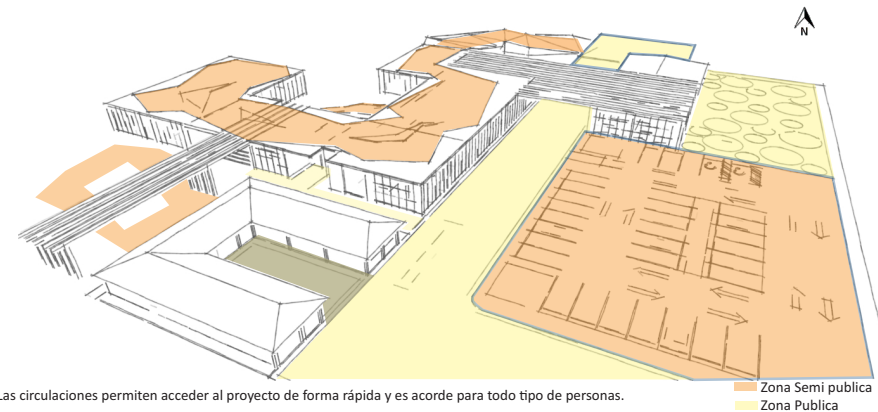 N
Las circulaciones permiten acceder al proyecto de forma rápida y es acorde para todo tipo de personas.
Zona Semi publica
Zona Publica